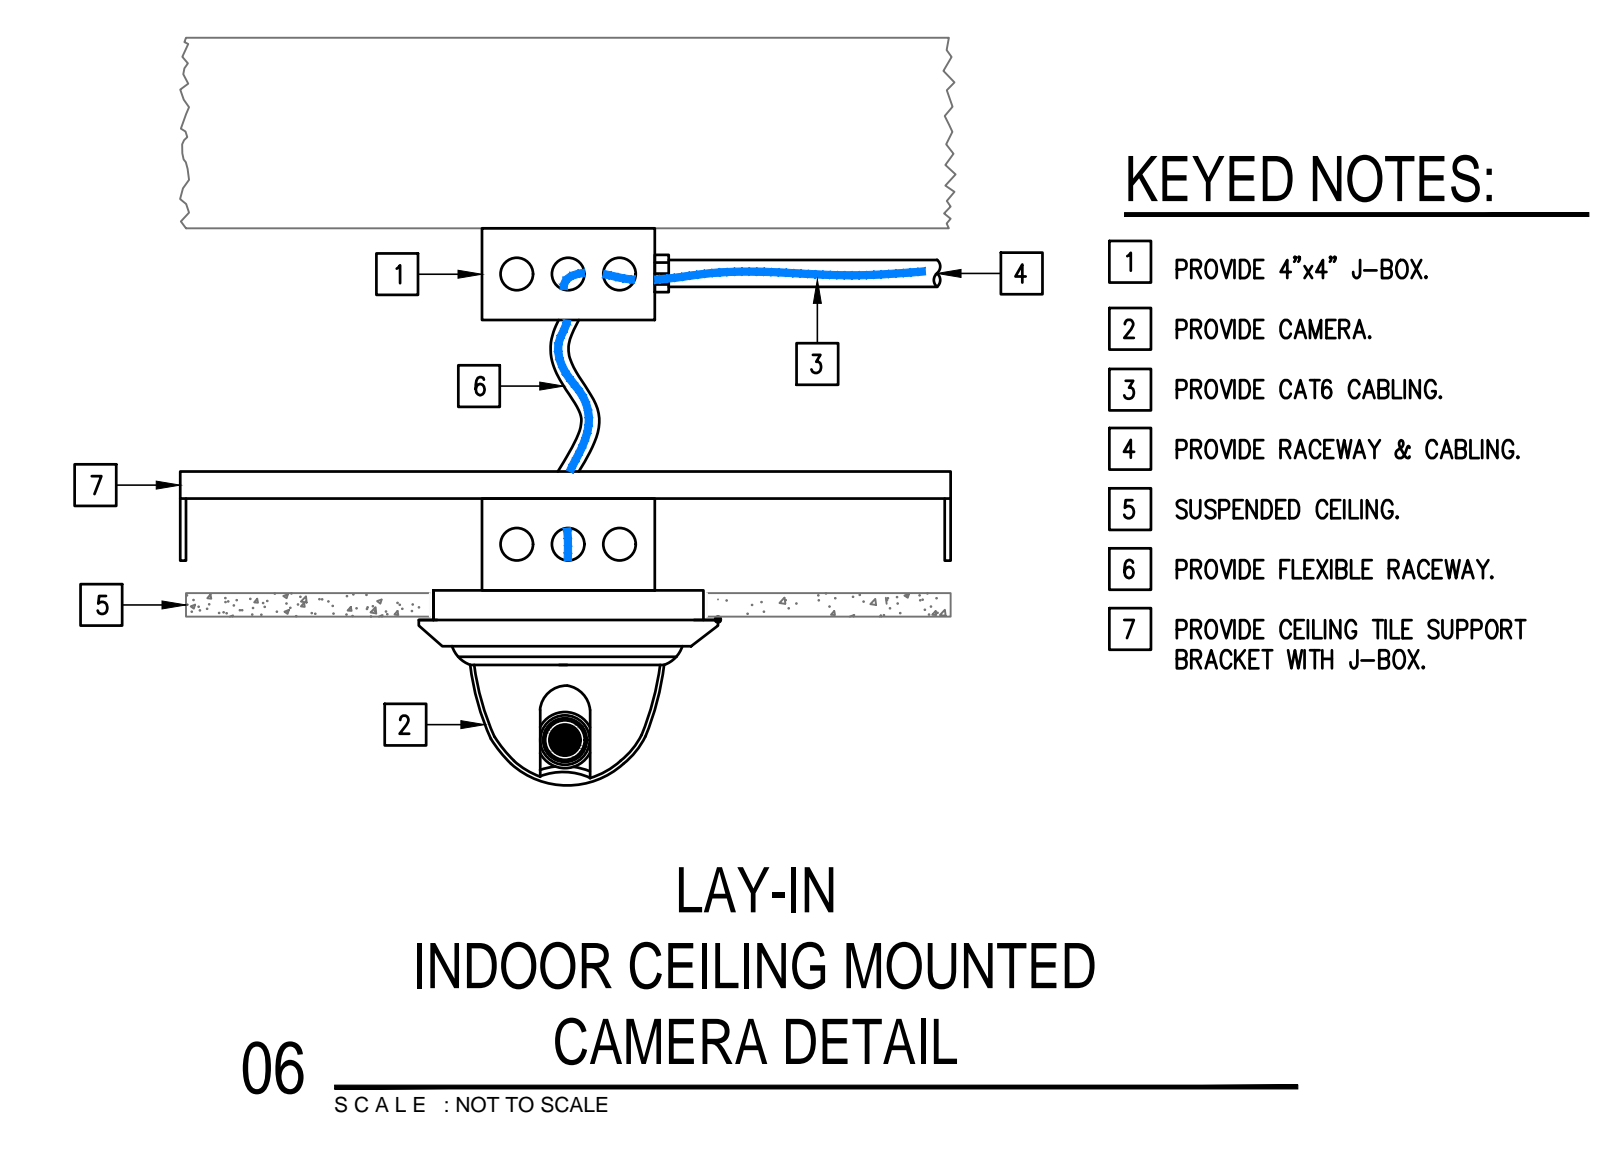 KEYED NOTES:
1 PROVIDE 4"x4" J-BOX.
2 PROVIDE CAMERA.
3 PROVIDE CAT6 CABLING.
4 PROVIDE RACEWAY & CABLING.
5 SUSPENDED CEILING.
6 PROVIDE FLEXIBLE RACEWAY.
7 PROVIDE CEILING TILE SUPPORT
BRACKET WITH J-BOX.
1
4
3
6
7
5
2
LAY-IN
INDOOR CEILING MOUNTED
CAMERA DETAIL
06
SCALE : NOT TO SCALE